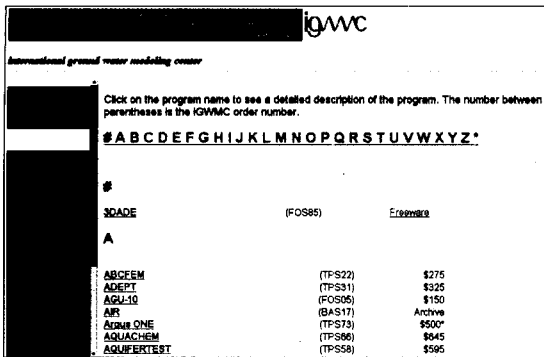 igwmc
international ground water modeling center
Click on the program name to see a detailed description of the program. The number between
parentheses is the IGWMC order number.
# A B C D E F G H I J K L M N O P Q R S T U V W X Y Z *
#
3DADE (FOS85) Freeware
A
ABCFEM (TPS22) $275
ADEPT (TPS31) $325
AGU-10 (FOS05) $150
AIR (BAS17) Archive
Argus ONE (TPS73) $500*
AQUACHEM (TPS66) $645
AQUIFERTEST (TPS58) $595